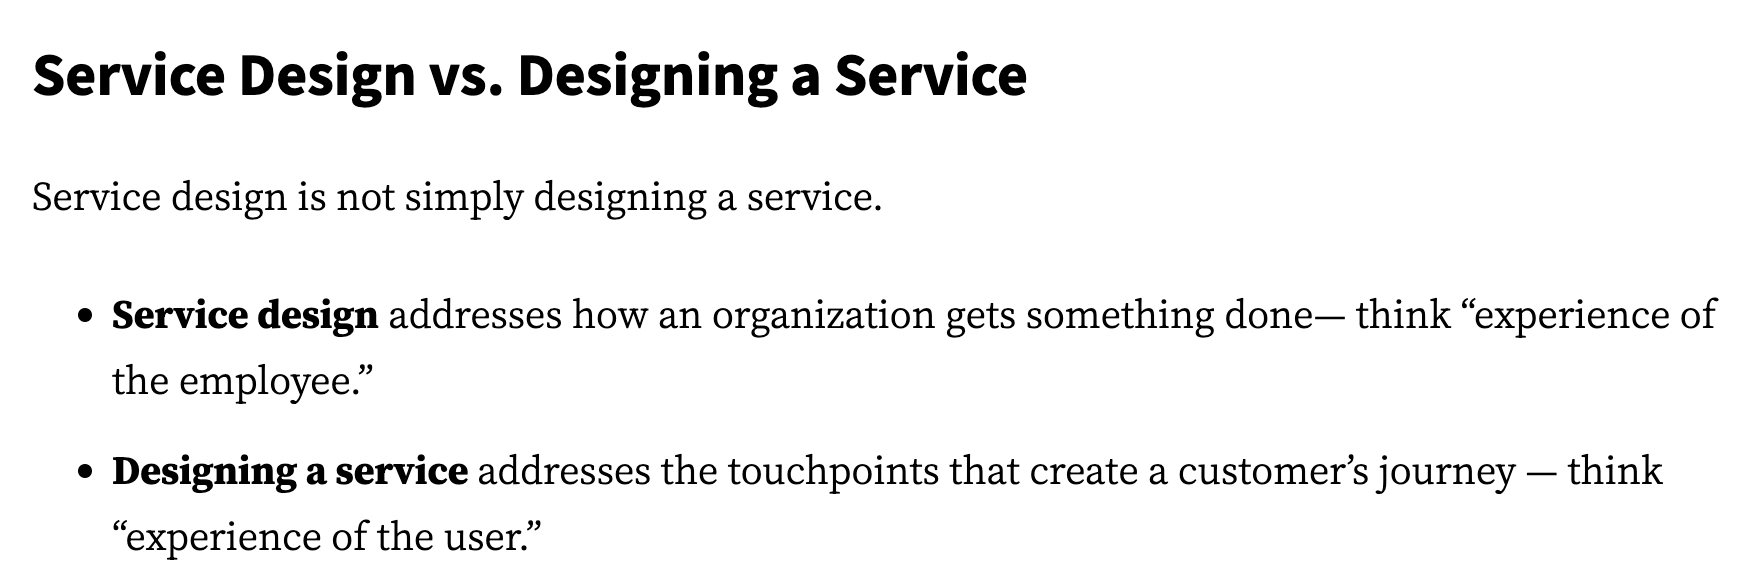 Service Design vs. Designing a Service
Service design is not simply designing a service.
• Service design addresses how an organization gets something done— think “experience of
the employee.”
• Designing a service addresses the touchpoints that create a customer’s journey — think
“experience of the user.”